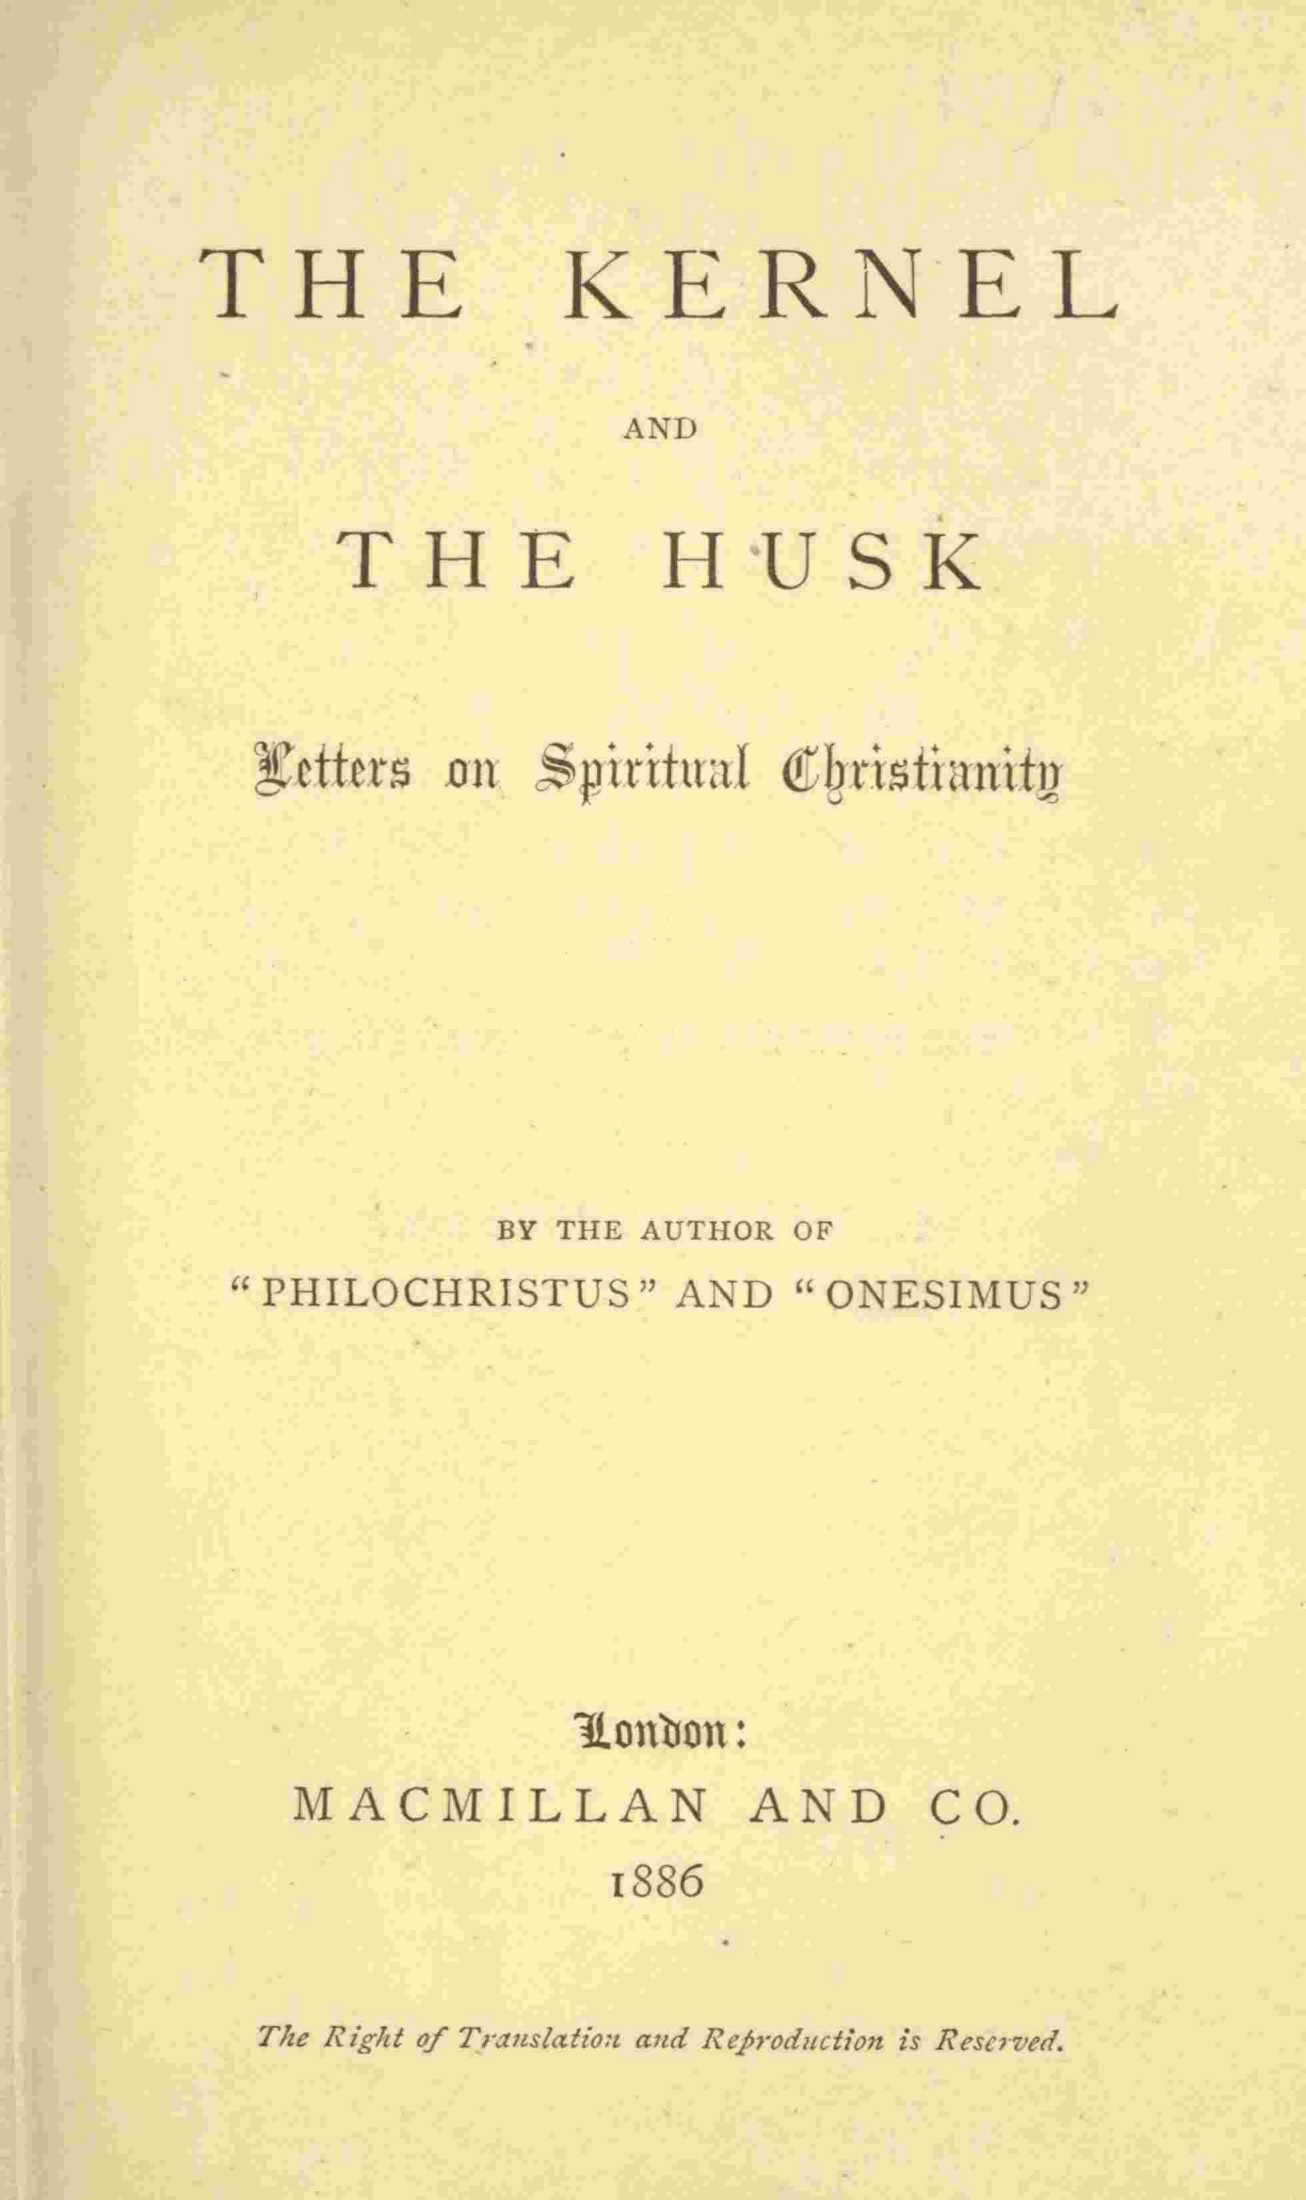 THE KERNEL
AND
THE HUSK
Letters on Spiritual Christianity
BY THE AUTHOR OF
“PHILOCHRISTUS” AND “ONESIMUS”
London:
MACMILLAN AND CO.
1886
The Right of Translation and Reproduction is Reserved.